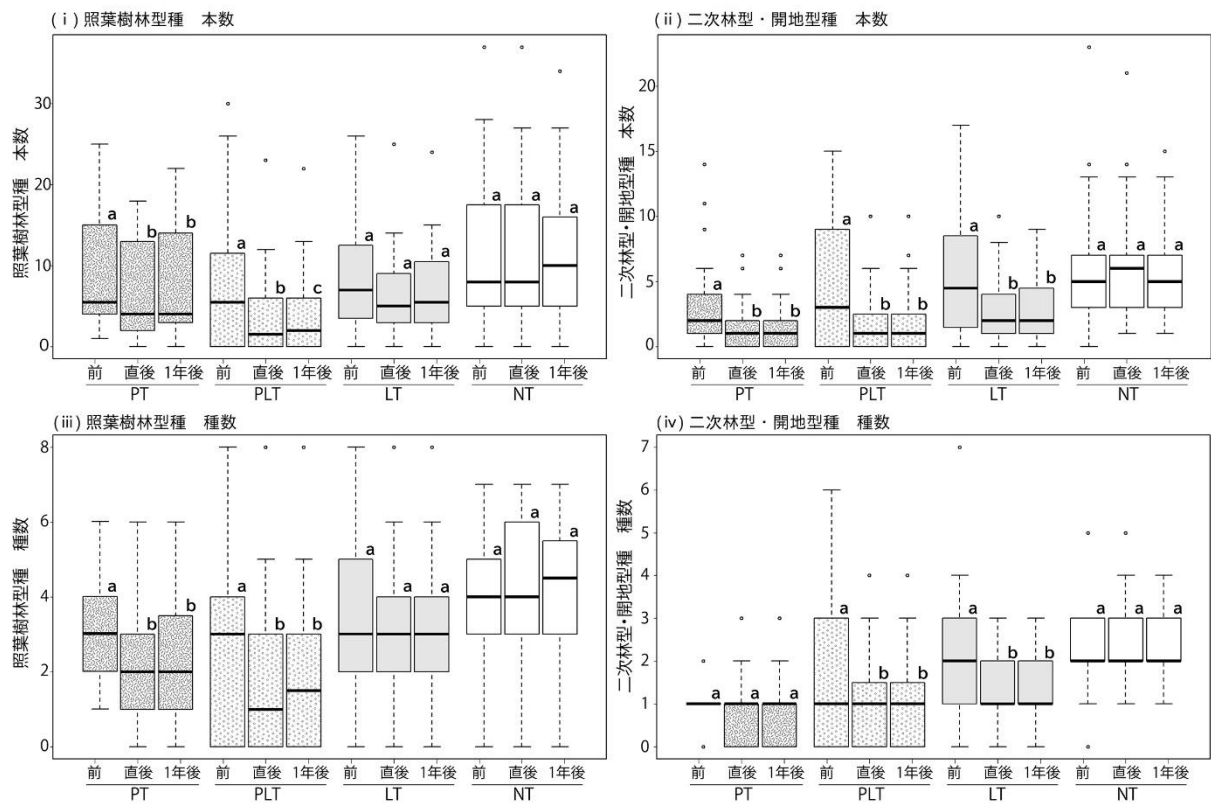 (ⅰ) 照葉樹林型種 本数
照葉樹林型種 本数
30
20
10
0
a b b a b c a a a a a a
前 直後 1年後 前 直後 1年後 前 直後 1年後 前 直後 1年後
PT PLT LT NT
(ⅱ) 二次林型・開地型種 本数
二次林型・開地型種 本数
20
15
10
5
0
a b b a b b a b b a a a
前 直後 1年後 前 直後 1年後 前 直後 1年後 前 直後 1年後
PT PLT LT NT
(ⅲ) 照葉樹林型種 種数
照葉樹林型種 種数
8
6
4
2
0
a b b a b b a a a a a a
前 直後 1年後 前 直後 1年後 前 直後 1年後 前 直後 1年後
PT PLT LT NT
(ⅳ) 二次林型・開地型種 種数
二次林型・開地型種 種数
7
6
5
4
3
2
1
0
a a a a b b a b b a a a
前 直後 1年後 前 直後 1年後 前 直後 1年後 前 直後 1年後
PT PLT LT NT